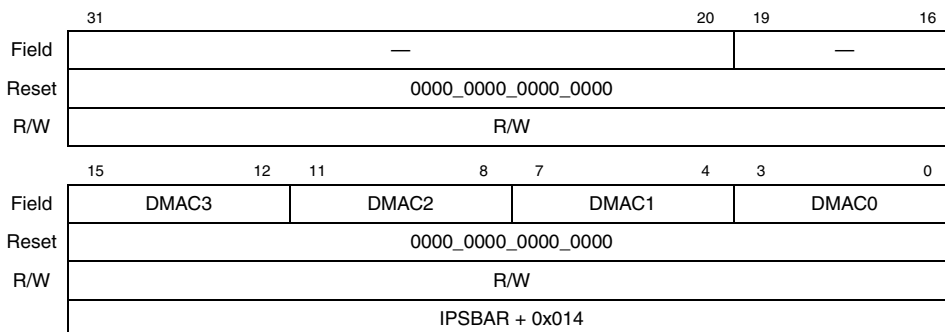 31 20 19 16
Field — —
Reset 0000_0000_0000_0000
R/W R/W
15 12 11 8 7 4 3 0
Field DMAC3 DMAC2 DMAC1 DMAC0
Reset 0000_0000_0000_0000
R/W R/W
IPSBAR + 0x014